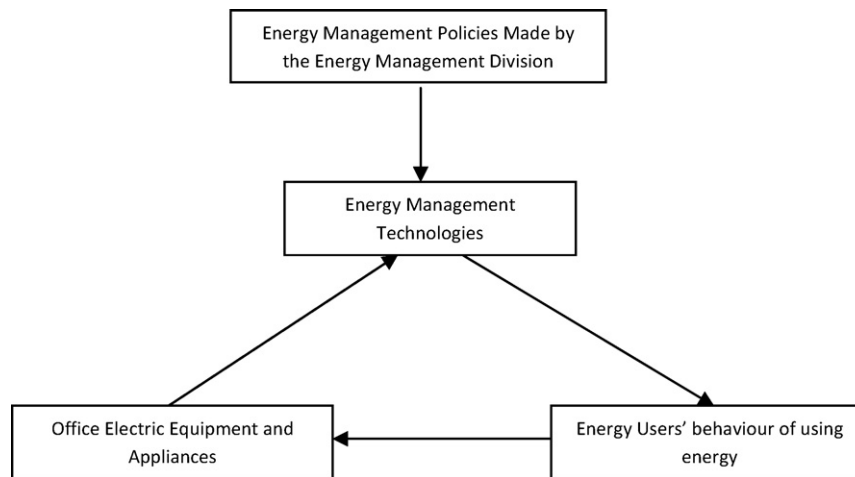 Energy Management Policies Made by
the Energy Management Division
Energy Management
Technologies
Office Electric Equipment and
Appliances
Energy Users’ behaviour of using
energy